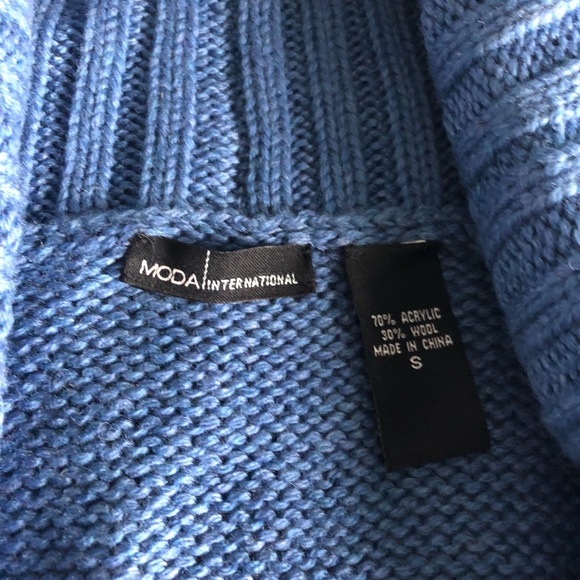 MODA INTERNATIONAL
70% ACRYLIC
30% WOOL
MADE IN CHINA
S